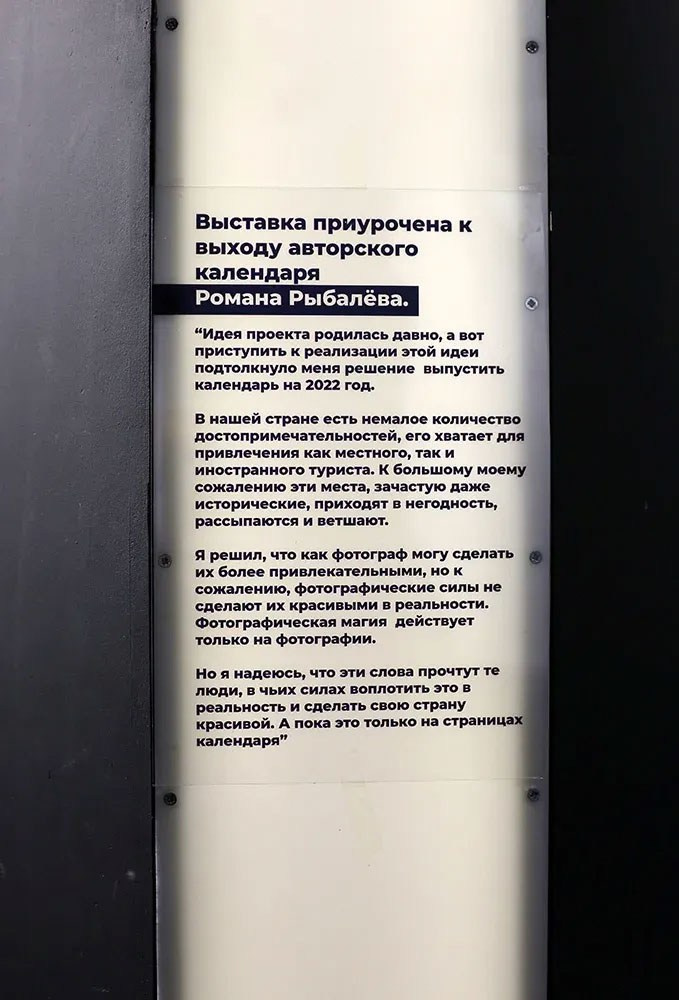 Выставка приурочена к
выходу авторского
календаря
Романа Рыбалёва.
“Идея проекта родилась давно, а вот
приступить к реализации этой идеи
подтолкнуло меня решение выпустить
календарь на 2022 год.
В нашей стране есть немалое количество
достопримечательностей, его хватает для
привлечения как местного, так и
иностранного туриста. К большому моему
сожалению эти места, зачастую даже
исторические, приходят в негодность,
рассыпаются и ветшают.
Я решил, что как фотограф могу сделать
их более привлекательными, но к
сожалению, фотографические силы не
сделают их красивыми в реальности.
Фотографическая магия действует
только на фотографии.
Но я надеюсь, что эти слова прочтут те
люди, в чьих силах воплотить это в
реальность и сделать свою страну
красивой. А пока это только на страницах
календаря”